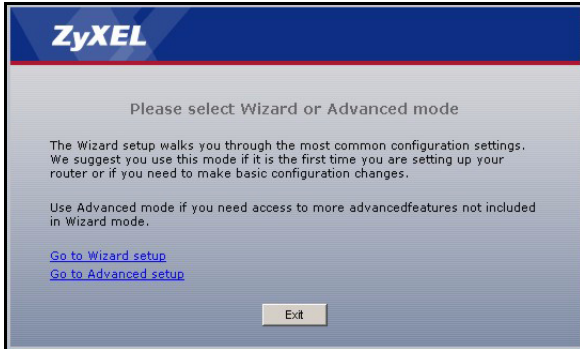 ZyXEL
Please select Wizard or Advanced mode
The Wizard setup walks you through the most common configuration settings.
We suggest you use this mode if it is the first time you are setting up your
router or if you need to make basic configuration changes.
Use Advanced mode if you need access to more advancedfeatures not included
in Wizard mode.
Go to Wizard setup
Go to Advanced setup
Exit